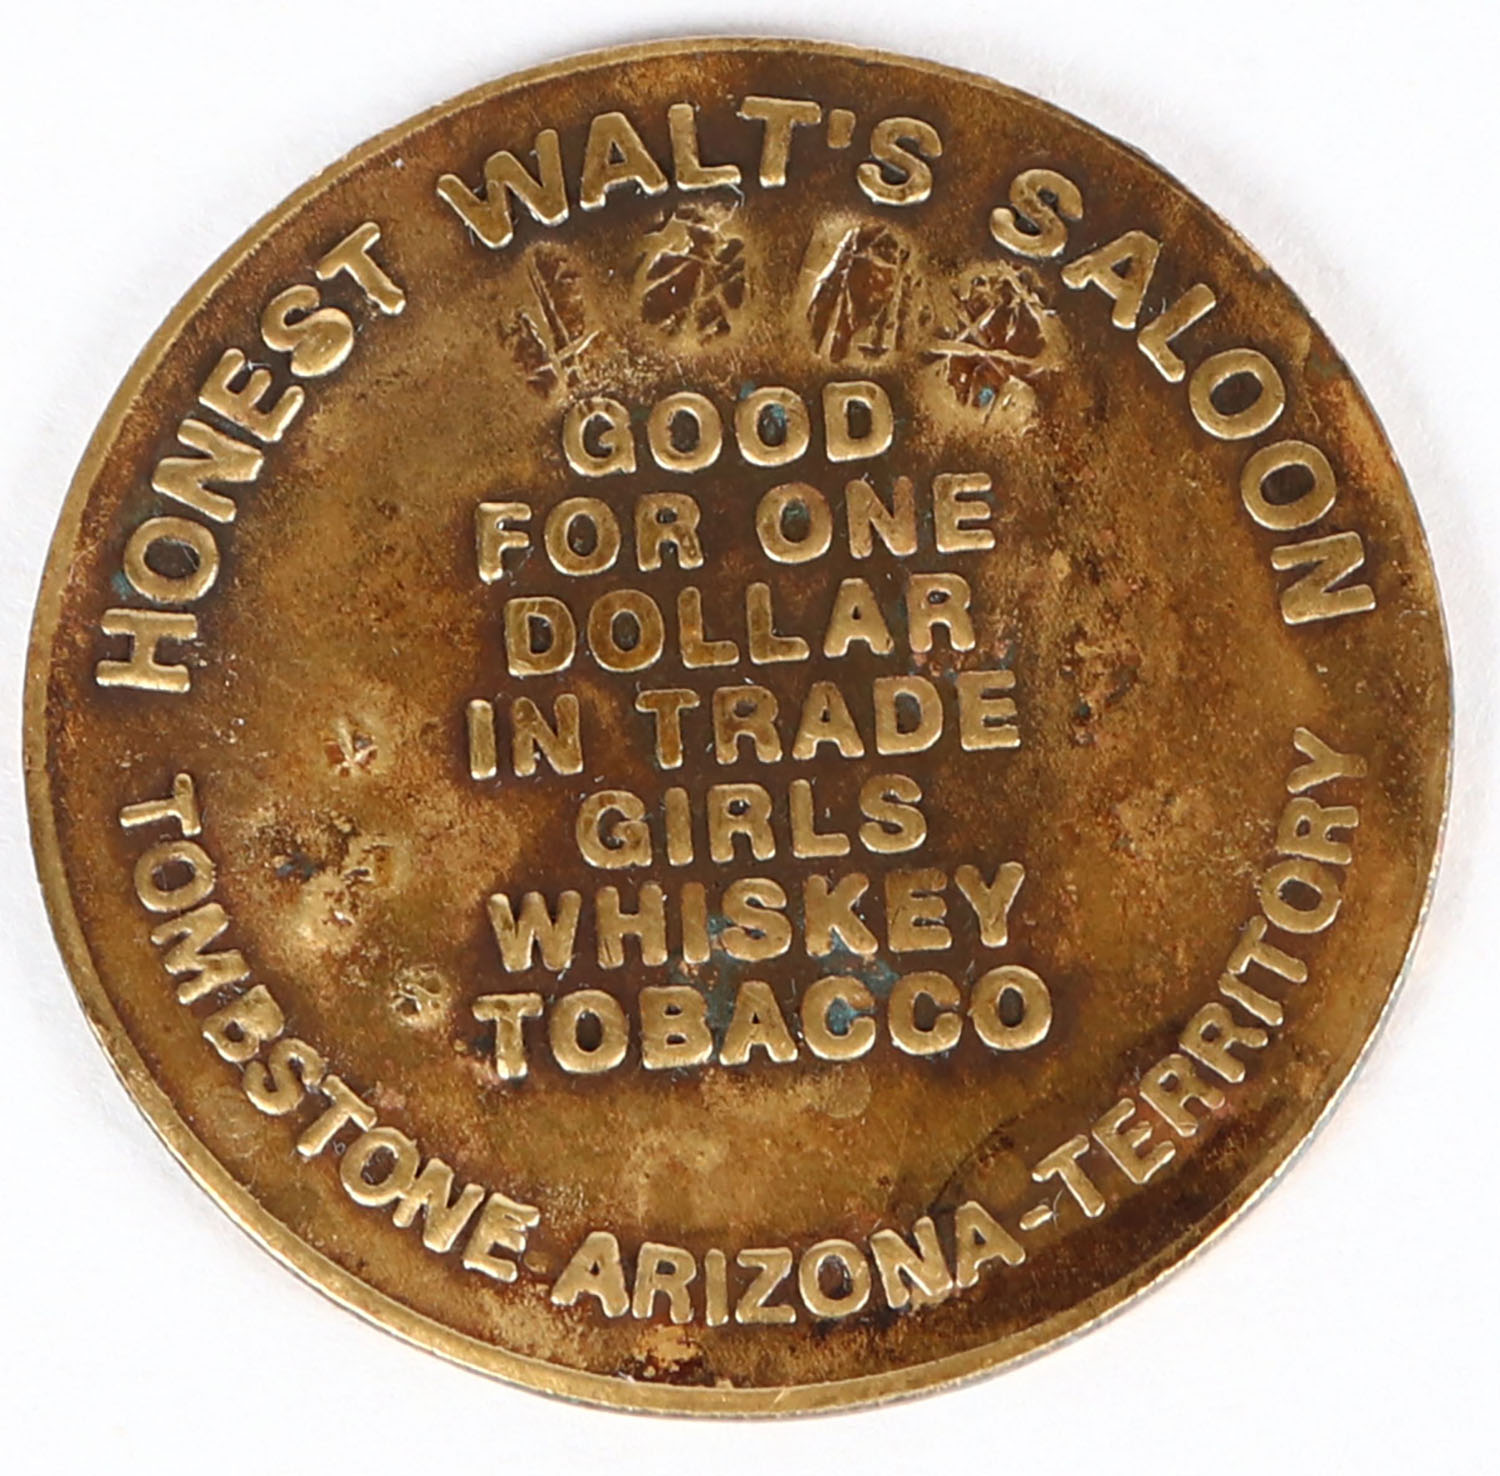 HONEST WALT'S SALOON
GOOD
FOR ONE
DOLLAR
IN TRADE
GIRLS
WHISKEY
TOBACCO
TOMBSTONE ARIZONA-TERRITORY